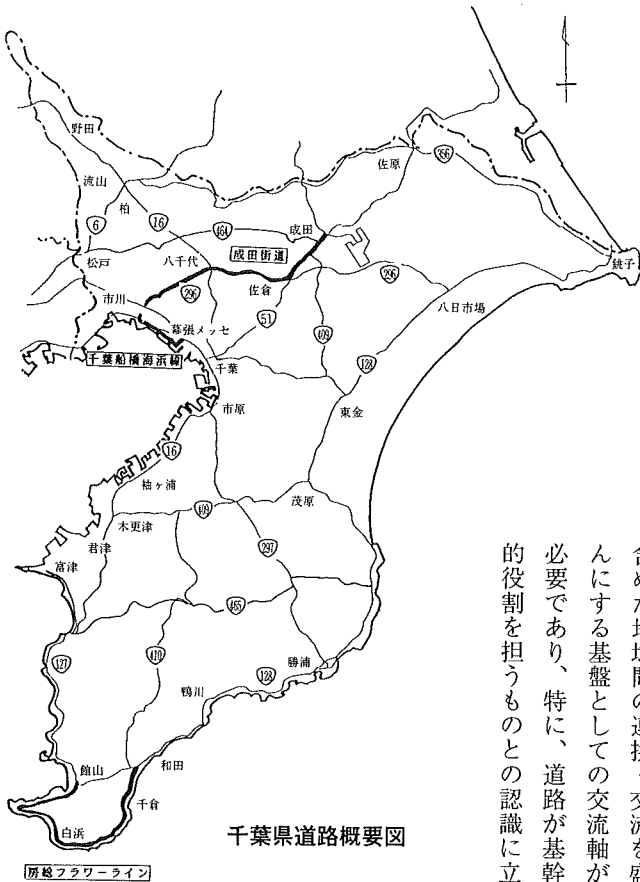 野田
流山
柏
6
16
464
成田
佐原
356
松戸
八千代
成田街道
296
佐倉
296
銚子
市川
51
八日市場
幕張メッセ
409
128
千葉船橋海浜線
千葉
東金
市原
16
袖ヶ浦
茂原
409
木更津
君津
297
富津
465
127
410
勝浦
128
鴨川
館山
和田
千倉
白浜
千葉県道路概要図
房総フラワーライン
含めた地域間の連携・交流を盛
んにする基盤としての交流軸が
必要であり、特に、道路が基幹
的役割を担うものとの認識に立